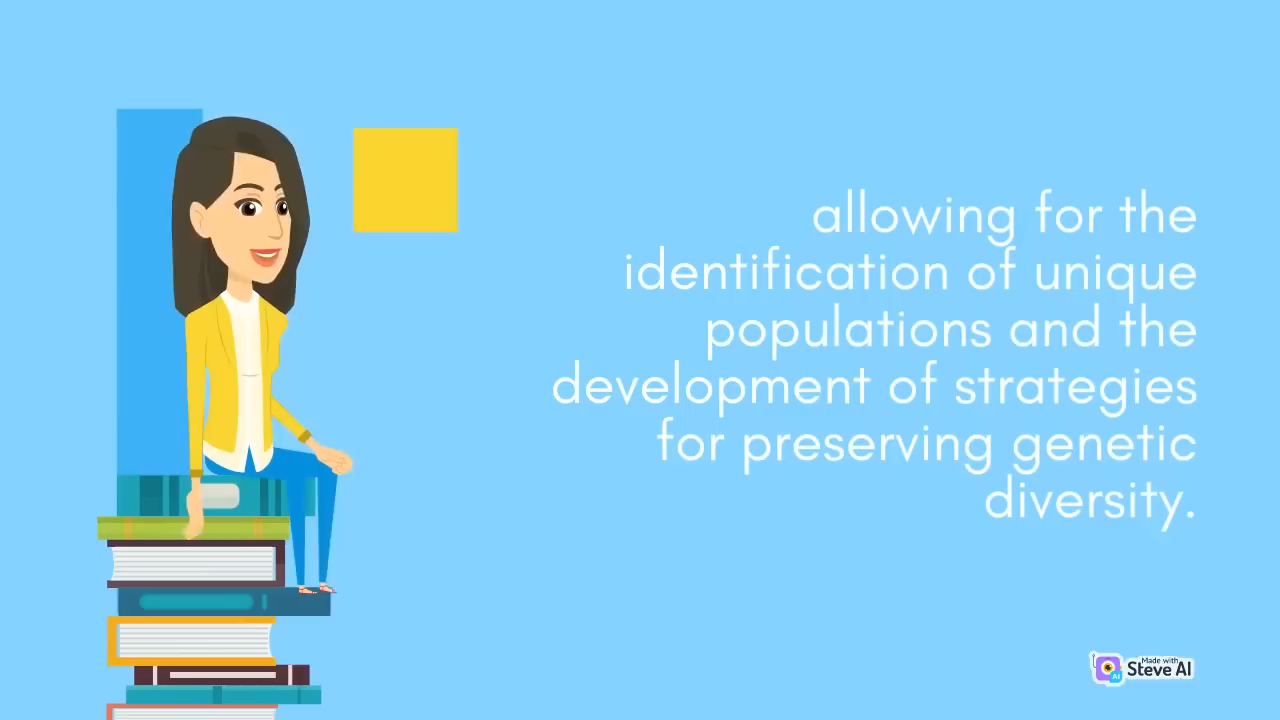 allowing for the
identification of unique
populations and the
development of strategies
for preserving genetic
diversity.
Made with
Steve AI
AI